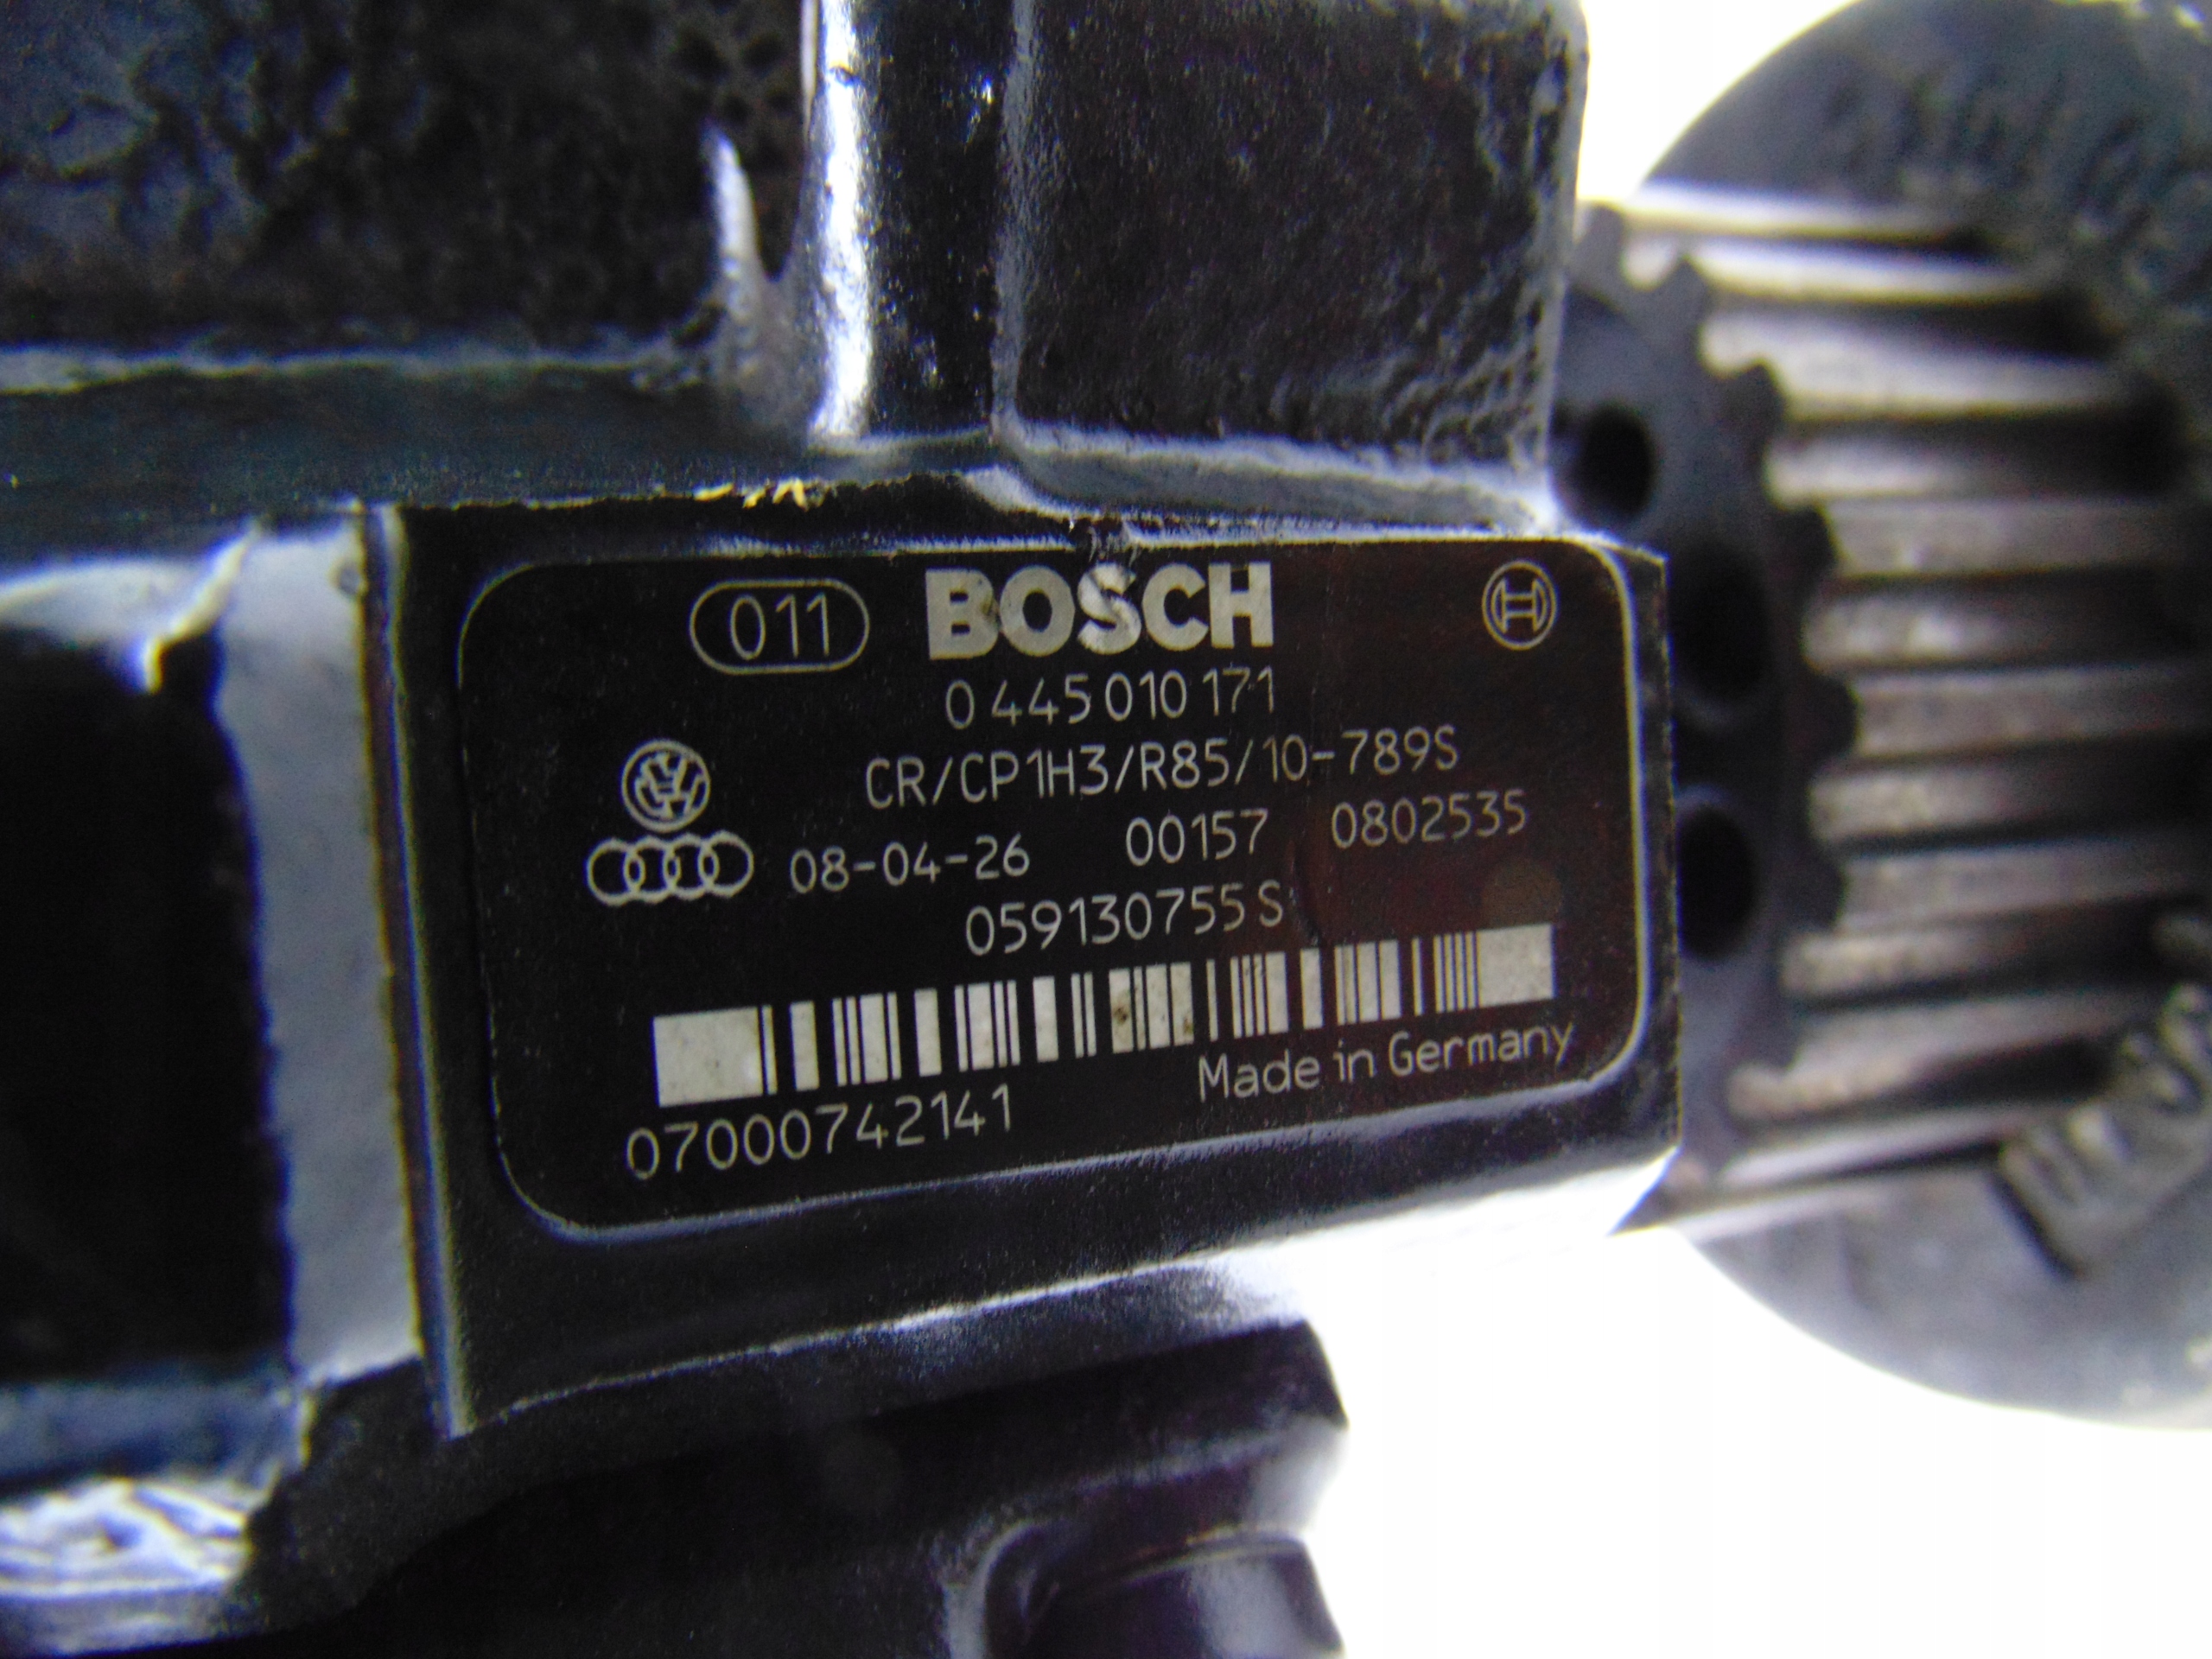 011 BOSCH
0 445 010 171
CR/CP1H3/R85/10-789S
08-04-26 00157 0802535
059130755 S
Made in Germany
07000742141